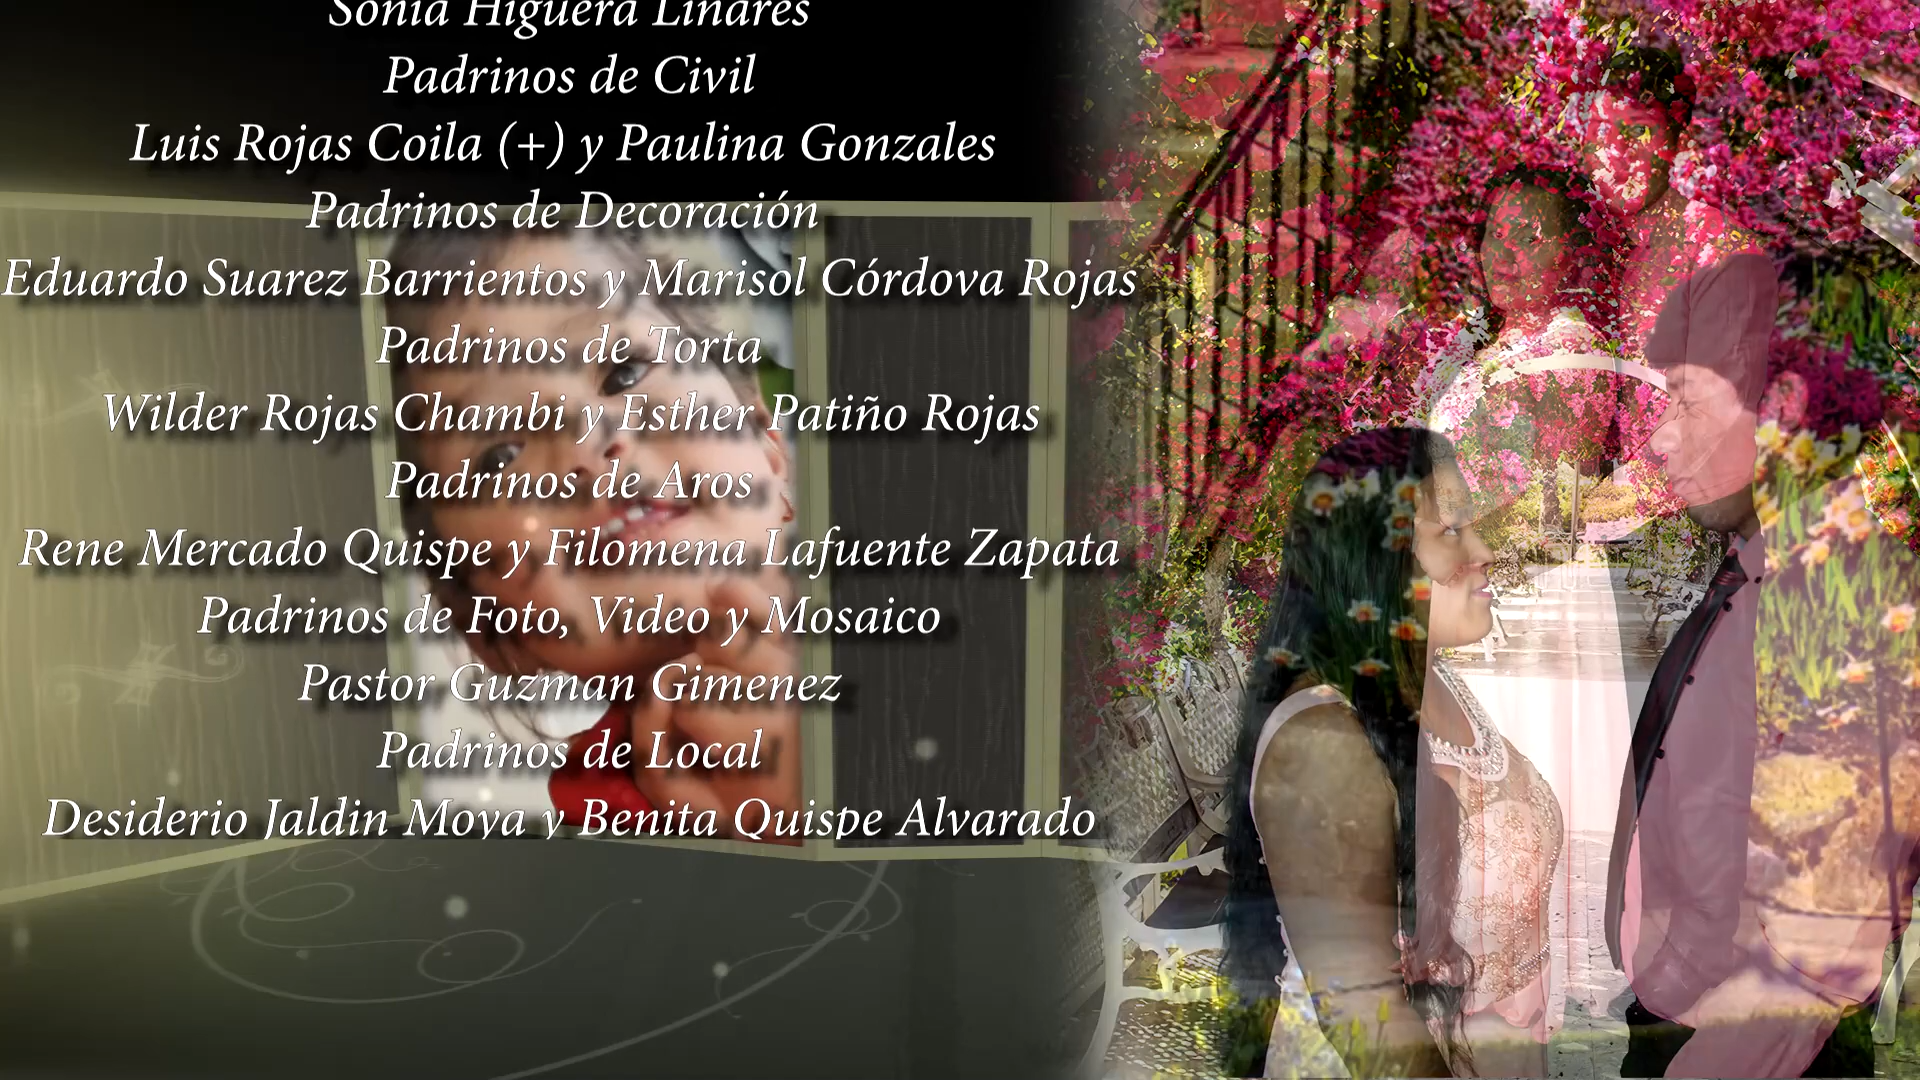 Sonia Higuera Linares
Padrinos de Civil
Luis Rojas Coila (+) y Paulina Gonzales
Padrinos de Decoración
Eduardo Suarez Barrientos y Marisol Córdova Rojas
Padrinos de Torta
Wilder Rojas Chambi y Esther Patiño Rojas
Padrinos de Aros
Rene Mercado Quispe y Filomena Lafuente Zapata
Padrinos de Foto, Video y Mosaico
Pastor Guzman Gimenez
Padrinos de Local
Desiderio Jaldin Moya y Benita Quispe Alvarado